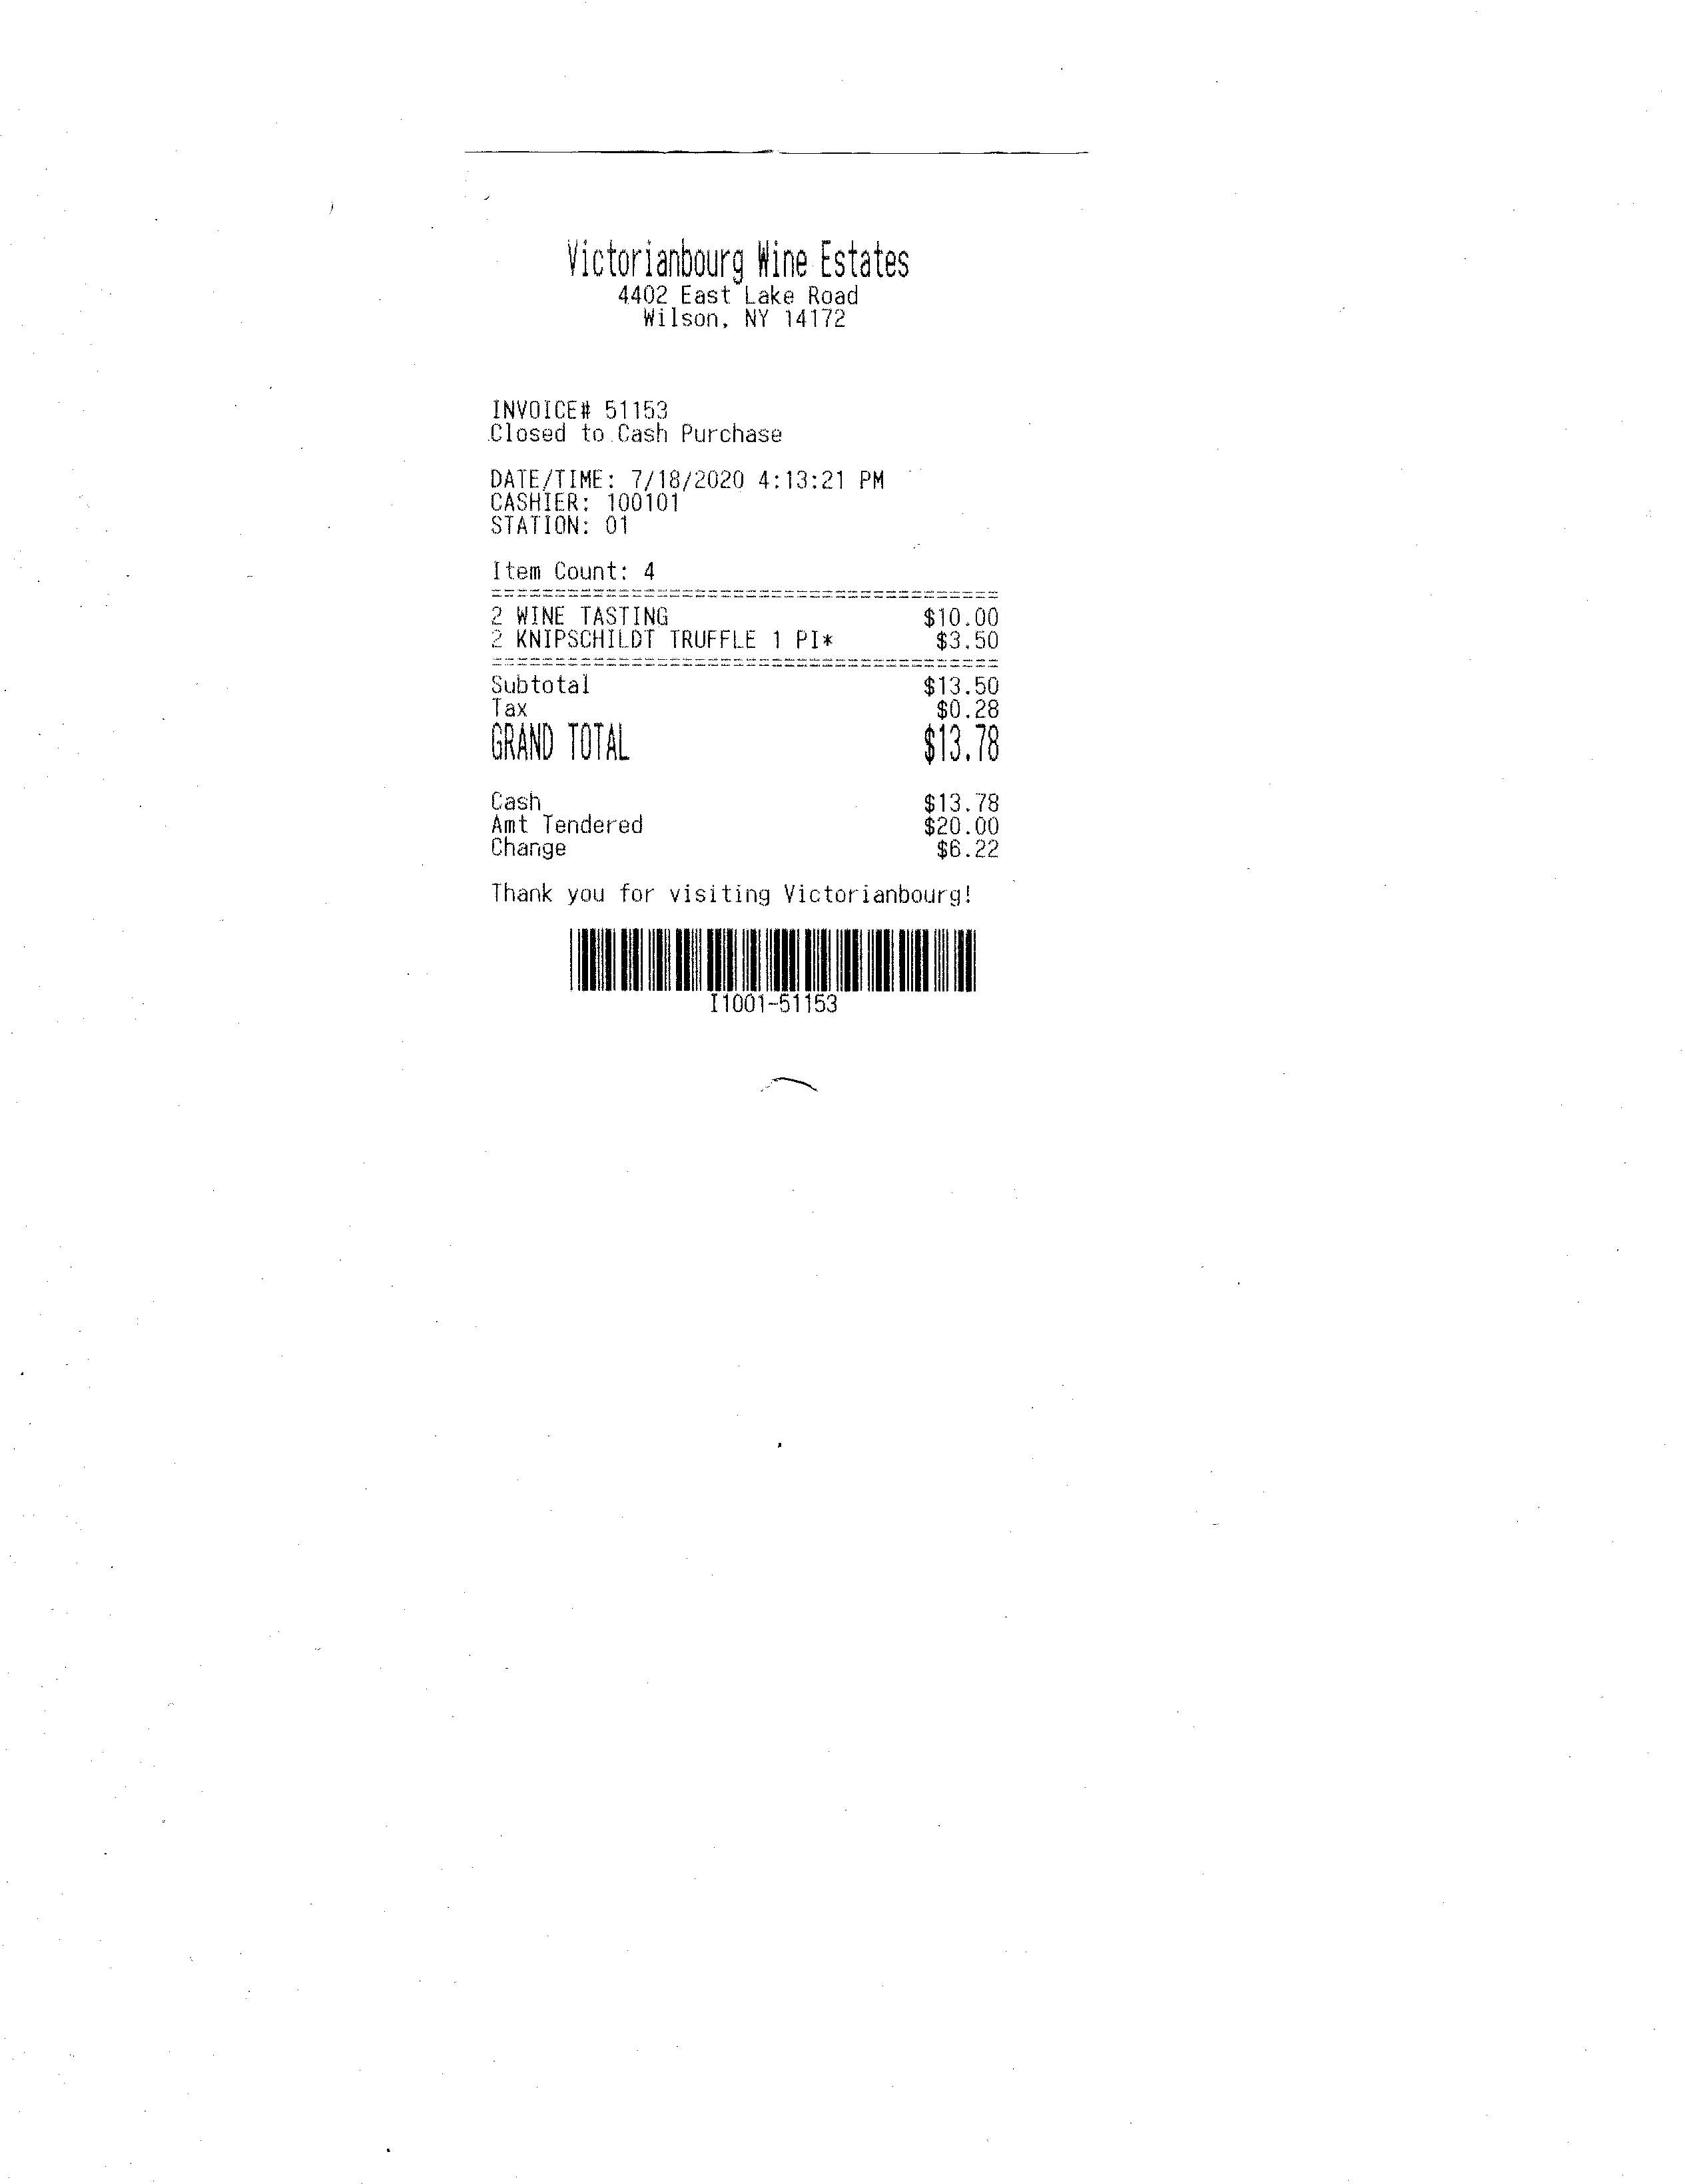 Victorianbourg Wine Estates
4402 East Lake Road
Wilson, NY 14172
INVOICE# 51153
Closed to Cash Purchase
DATE/TIME: 7/18/2020 4:13:21 PM
CASHIER: 100101
STATION: 01
Item Count: 4
========================================
2 WINE TASTING $10.00
2 KNIPSCHILDT TRUFFLE 1 PI* $3.50
========================================
Subtotal $13.50
Tax $0.28
GRAND TOTAL $13.78
Cash $13.78
Amt Tendered $20.00
Change $6.22
Thank you for visiting Victorianbourg!
I1001-51153